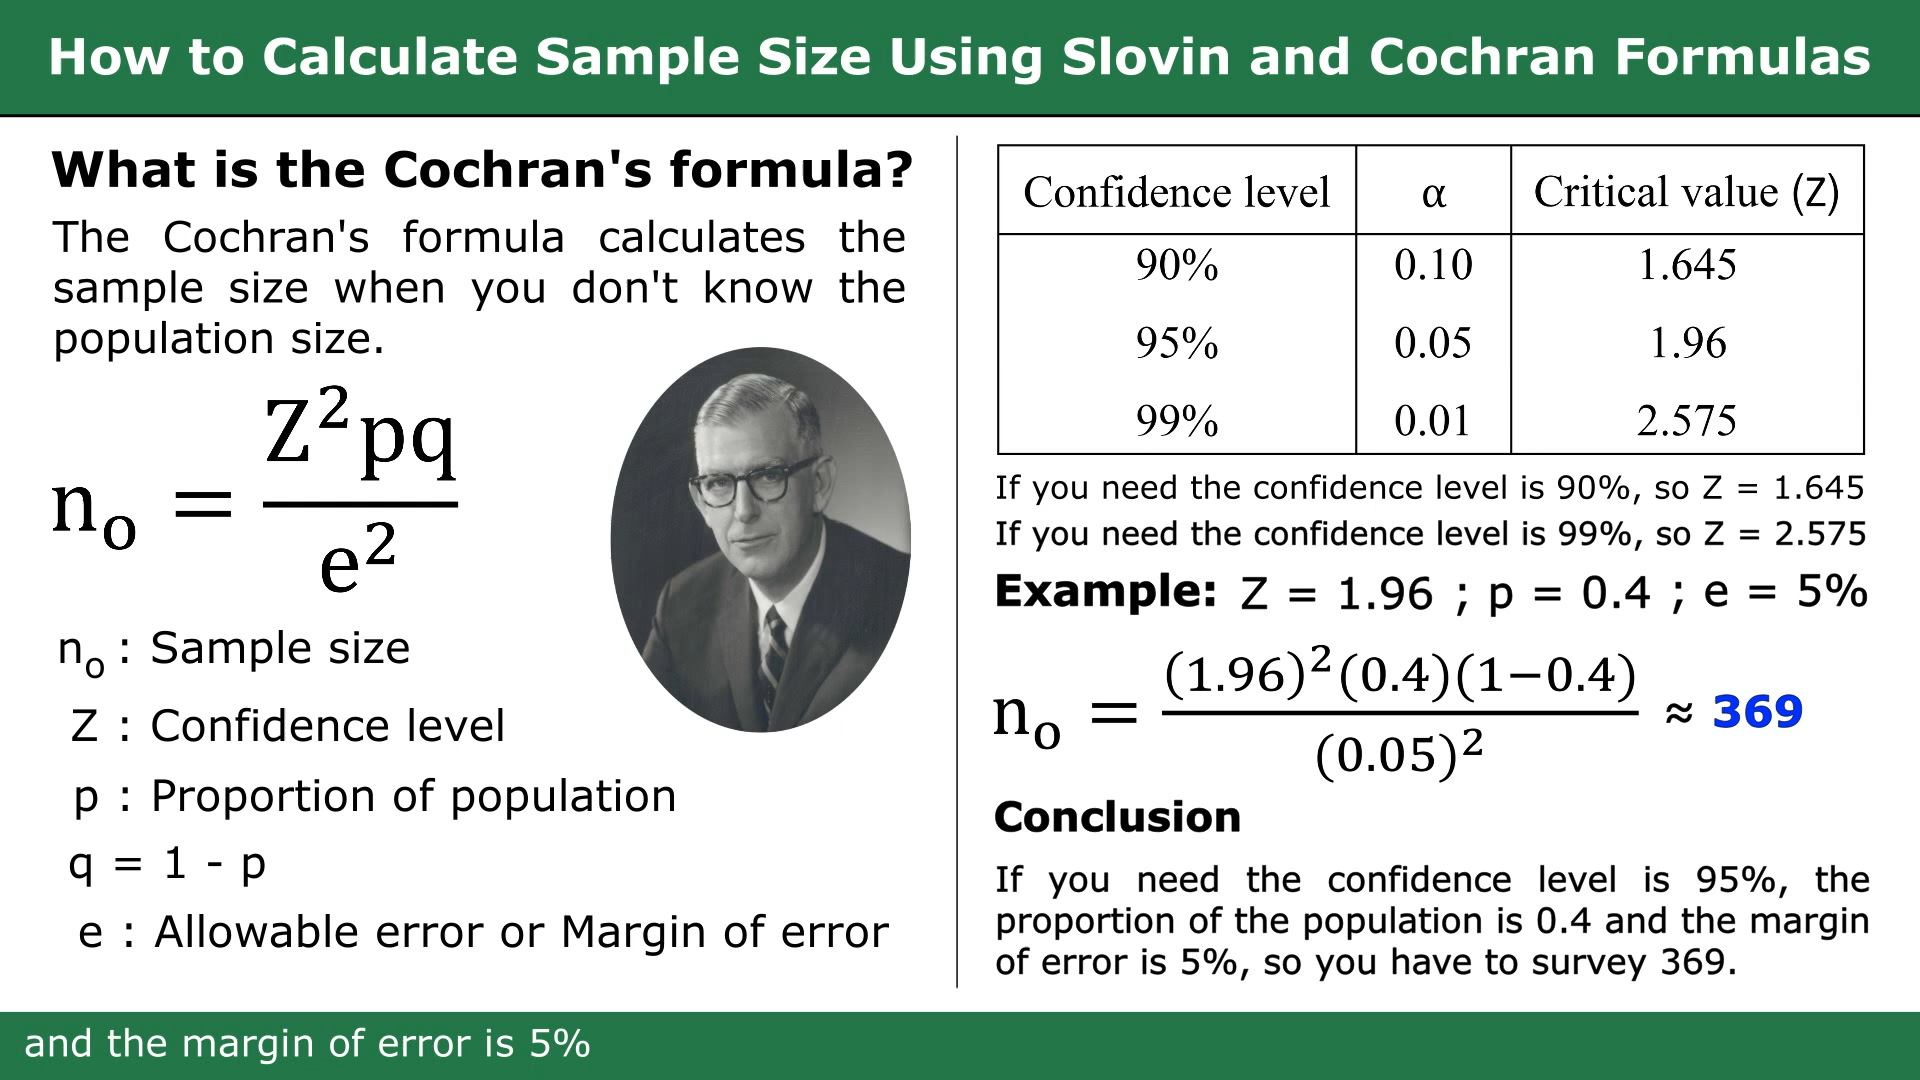 How to Calculate Sample Size Using Slovin and Cochran Formulas
What is the Cochran's formula?
The Cochran's formula calculates the
sample size when you don't know the
population size.
n₀ = Z²pq / e²
n₀ : Sample size
Z : Confidence level
p : Proportion of population
q = 1 - p
e : Allowable error or Margin of error
Confidence level α Critical value (Z)
90% 0.10 1.645
95% 0.05 1.96
99% 0.01 2.575
If you need the confidence level is 90%, so Z = 1.645
If you need the confidence level is 99%, so Z = 2.575
Example: Z = 1.96 ; p = 0.4 ; e = 5%
n₀ = (1.96)²(0.4)(1−0.4) / (0.05)² ≈ 369
Conclusion
If you need the confidence level is 95%, the
proportion of the population is 0.4 and the margin
of error is 5%, so you have to survey 369.
and the margin of error is 5%